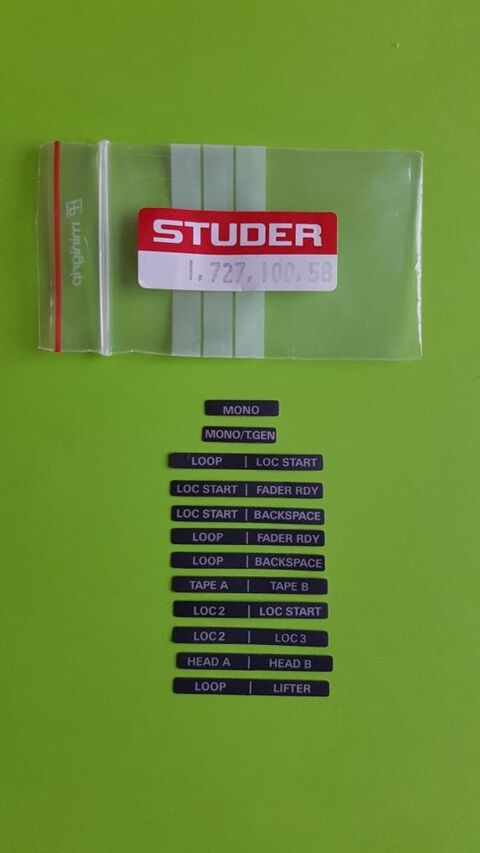 minigrip
STUDER
1.727.100.58
MONO
MONO/T.GEN
LOOP | LOC START
LOC START | FADER RDY
LOC START | BACKSPACE
LOOP | FADER RDY
LOOP | BACKSPACE
TAPE A | TAPE B
LOC 2 | LOC START
LOC 2 | LOC 3
HEAD A | HEAD B
LOOP | LIFTER